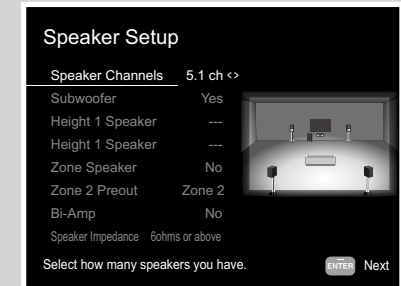 Speaker Setup
Speaker Channels 5.1 ch <>
Subwoofer Yes
Height 1 Speaker ---
Height 1 Speaker ---
Zone Speaker No
Zone 2 Preout Zone 2
Bi-Amp No
Speaker Impedance 6ohms or above
Select how many speakers you have.
ENTER Next